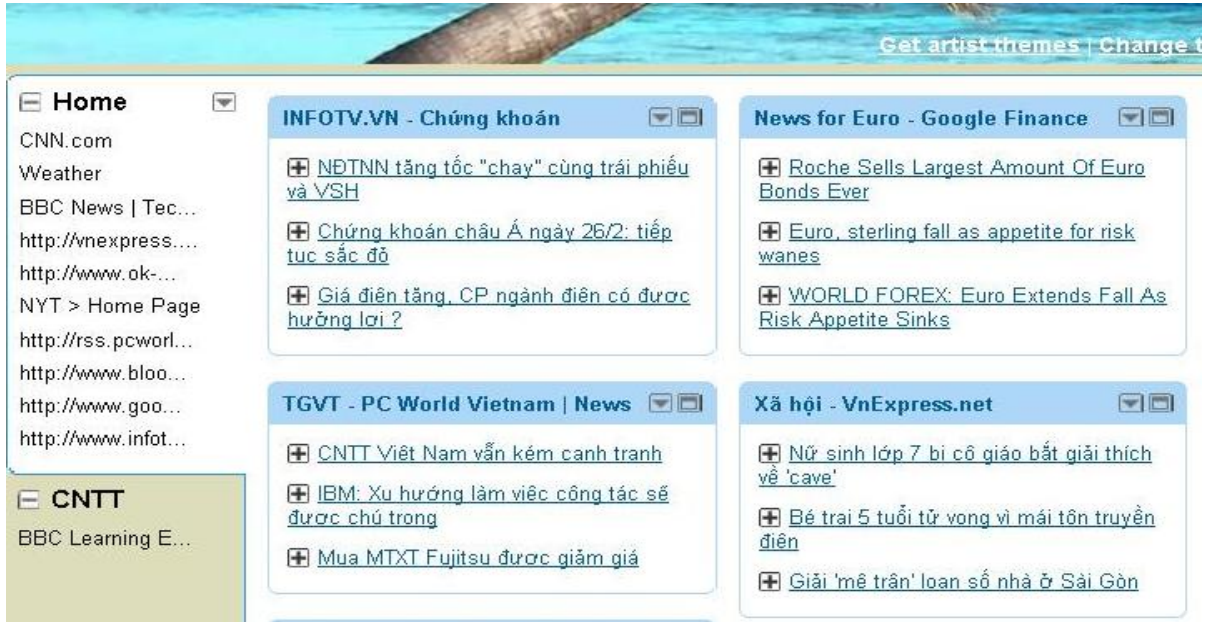 Get artist themes | Change t
Home
CNN.com
Weather
BBC News | Tec...
http://vnexpress....
http://www.ok-...
NYT > Home Page
http://rss.pcworl...
http://www.bloo...
http://www.goo...
http://www.infot...
CNTT
BBC Learning E...
INFOTV.VN - Chứng khoán
NĐTNN tăng tốc "chạy" cùng trái phiếu
và VSH
Chứng khoán châu Á ngày 26/2: tiếp
tục sắc đỏ
Giá điện tăng, CP ngành điện có được
hưởng lợi ?
News for Euro - Google Finance
Roche Sells Largest Amount Of Euro
Bonds Ever
Euro, sterling fall as appetite for risk
wanes
WORLD FOREX: Euro Extends Fall As
Risk Appetite Sinks
TGVT - PC World Vietnam | News
CNTT Việt Nam vẫn kém cạnh tranh
IBM: Xu hướng làm việc cộng tác sẽ
được chú trọng
Mua MTXT Fujitsu được giảm giá
Xã hội - VnExpress.net
Nữ sinh lớp 7 bị cô giáo bắt giải thích
về 'cave'
Bé trai 5 tuổi tử vong vì mái tôn truyền
điện
Giải 'mê trận' loạn số nhà ở Sài Gòn